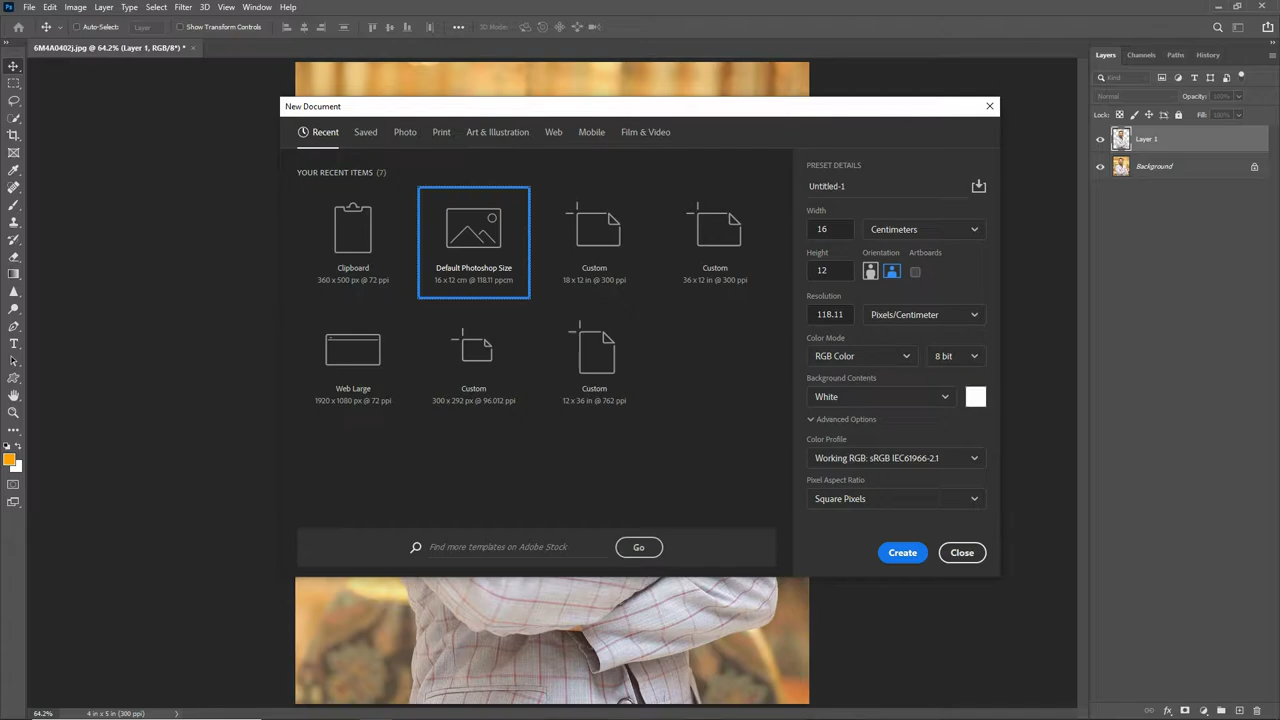 Ps File Edit Image Layer Type Select Filter 3D View Window Help
Auto-Select: Layer Show Transform Controls 3D Mode:
6M4A0402j.jpg @ 64.2% (Layer 1, RGB/8*) *
New Document
Recent Saved Photo Print Art & Illustration Web Mobile Film & Video
YOUR RECENT ITEMS (7)
Clipboard
360 x 500 px @ 72 ppi
Default Photoshop Size
16 x 12 cm @ 118.11 ppcm
Custom
18 x 12 in @ 300 ppi
Custom
36 x 12 in @ 300 ppi
Web Large
1920 x 1080 px @ 72 ppi
Custom
300 x 292 px @ 96.012 ppi
Custom
12 x 36 in @ 762 ppi
Find more templates on Adobe Stock Go
PRESET DETAILS
Untitled-1
Width
16 Centimeters
Height Orientation Artboards
12
Resolution
118.11 Pixels/Centimeter
Color Mode
RGB Color 8 bit
Background Contents
White
Advanced Options
Color Profile
Working RGB: sRGB IEC61966-2.1
Pixel Aspect Ratio
Square Pixels
Create Close
Layers Channels Paths History
Kind
Normal Opacity: 100%
Lock: Fill: 100%
Layer 1
Background
64.2% 4 in x 5 in (300 ppi)